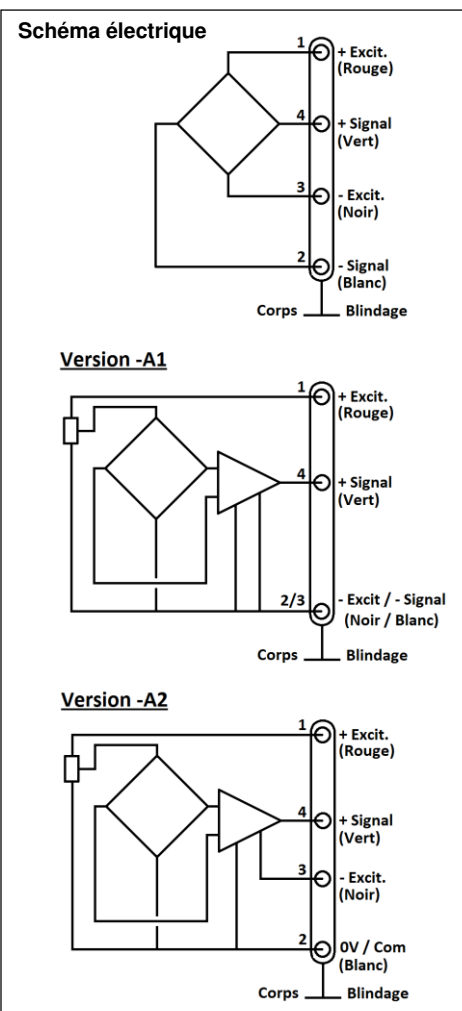 Schéma électrique
1
+ Excit.
(Rouge)
4
+ Signal
(Vert)
3
- Excit.
(Noir)
2
- Signal
(Blanc)
Corps Blindage
Version -A1
1
+ Excit.
(Rouge)
4
+ Signal
(Vert)
2/3
- Excit / - Signal
(Noir / Blanc)
Corps Blindage
Version -A2
1
+ Excit.
(Rouge)
4
+ Signal
(Vert)
3
- Excit.
(Noir)
2
0V / Com
(Blanc)
Corps Blindage